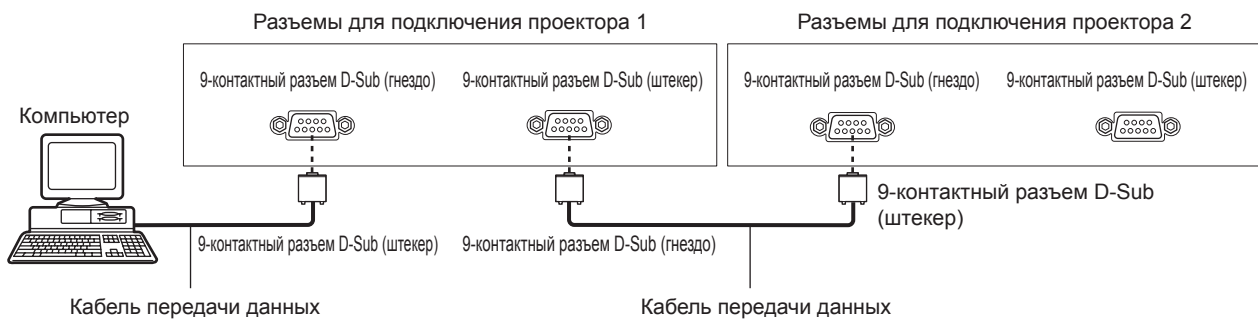 Разъемы для подключения проектора 1
Разъемы для подключения проектора 2
9-контактный разъем D-Sub (гнездо)
9-контактный разъем D-Sub (штекер)
9-контактный разъем D-Sub (гнездо)
9-контактный разъем D-Sub (штекер)
Компьютер
9-контактный разъем D-Sub
(штекер)
9-контактный разъем D-Sub (штекер)
9-контактный разъем D-Sub (гнездо)
Кабель передачи данных
Кабель передачи данных